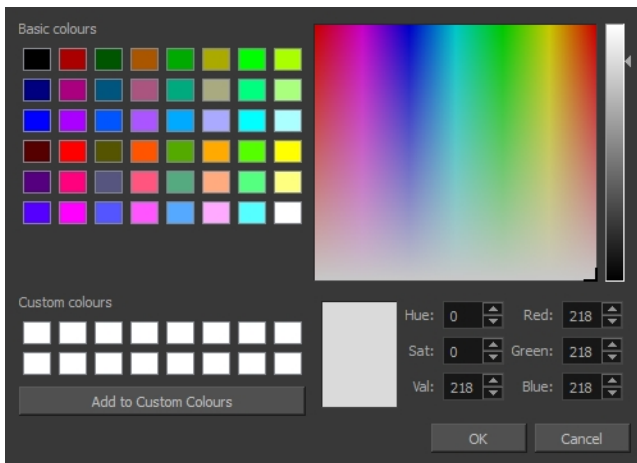 Basic colours
Custom colours
Add to Custom Colours
Hue: 0 Red: 218
Sat: 0 Green: 218
Val: 218 Blue: 218
OK Cancel